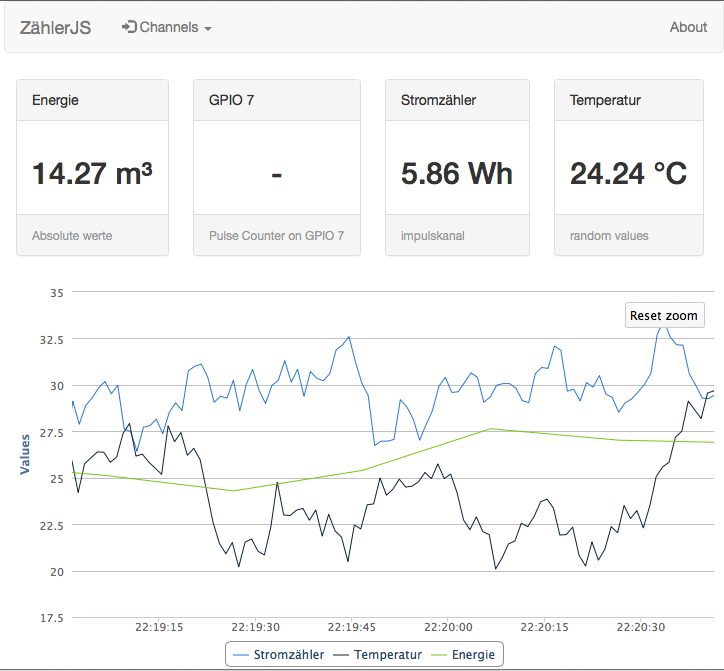 ZählerJS Channels About
Energie GPIO 7 Stromzähler Temperatur
14.27 m³ - 5.86 Wh 24.24 °C
Absolute werte Pulse Counter on GPIO 7 impulskanal random values
35
Reset zoom
32.5
30
27.5
Values
25
22.5
20
17.5
22:19:15 22:19:30 22:19:45 22:20:00 22:20:15 22:20:30
Stromzähler Temperatur Energie